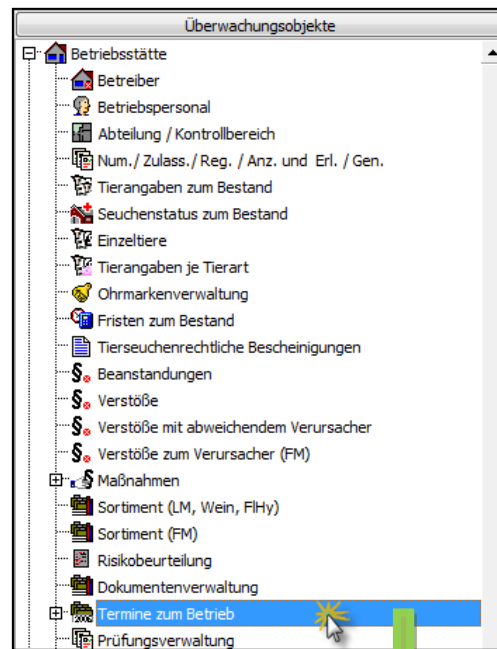 Überwachungsobjekte
Betriebsstätte
Betreiber
Betriebspersonal
Abteilung / Kontrollbereich
Num./ Zulass./ Reg. / Anz. und Erl. / Gen.
Tierangaben zum Bestand
Seuchenstatus zum Bestand
Einzeltiere
Tierangaben je Tierart
Ohrmarkenverwaltung
Fristen zum Bestand
Tierseuchenrechtliche Bescheinigungen
§ Beanstandungen
§ Verstöße
§ Verstöße mit abweichendem Verursacher
§ Verstöße zum Verursacher (FM)
§ Maßnahmen
Sortiment (LM, Wein, FlHy)
Sortiment (FM)
Risikobeurteilung
Dokumentenverwaltung
Termine zum Betrieb
Prüfungsverwaltung